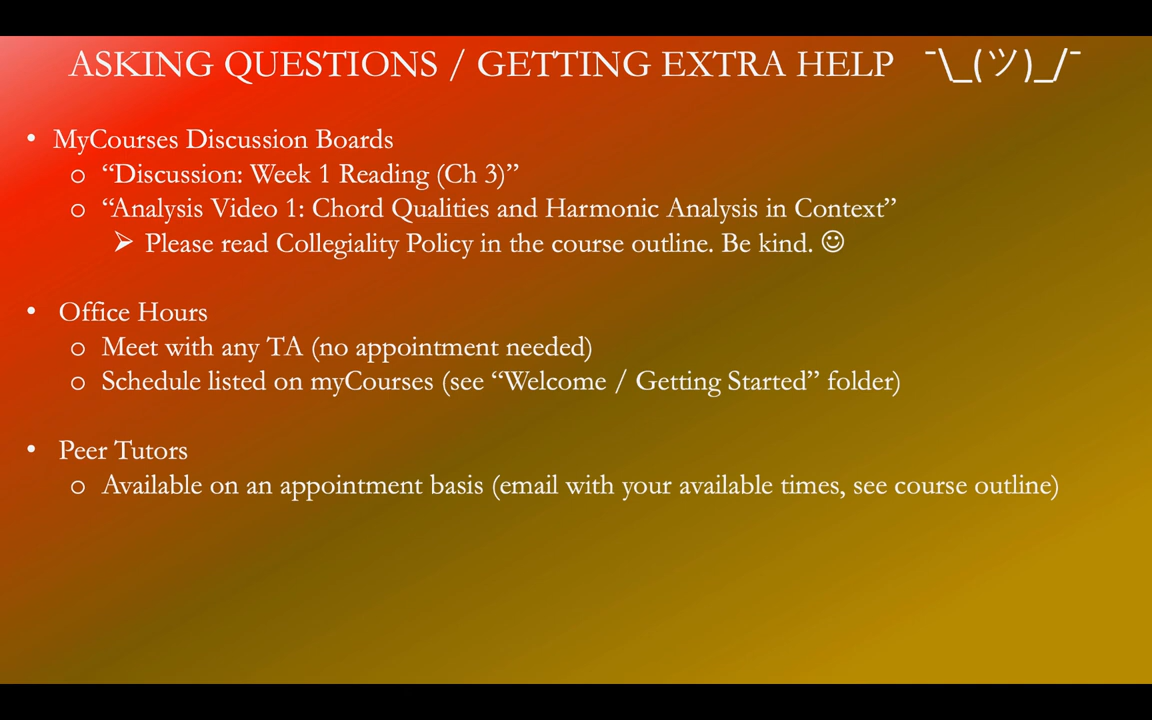 ASKING QUESTIONS / GETTING EXTRA HELP ¯\_(ツ)_/¯
• MyCourses Discussion Boards
o “Discussion: Week 1 Reading (Ch 3)”
o “Analysis Video 1: Chord Qualities and Harmonic Analysis in Context”
➢ Please read Collegiality Policy in the course outline. Be kind. ☺
• Office Hours
o Meet with any TA (no appointment needed)
o Schedule listed on myCourses (see “Welcome / Getting Started” folder)
• Peer Tutors
o Available on an appointment basis (email with your available times, see course outline)